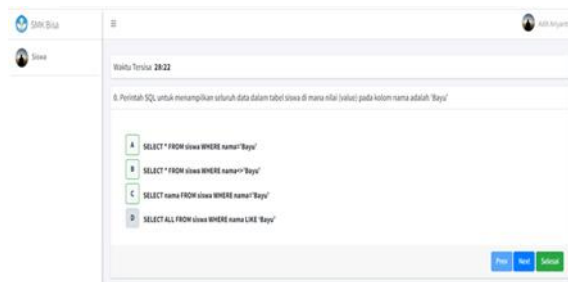 SMK Bisa
Adit Ariyant
Siswa
Waktu Tersisa 28:22
8. Perintah SQL untuk menampilkan seluruh data dalam tabel siswa di mana nilai (value) pada kolom nama adalah 'Bayu'
A SELECT * FROM siswa WHERE nama='Bayu'
B SELECT * FROM siswa WHERE nama<>'Bayu'
C SELECT nama FROM siswa WHERE nama='Bayu'
D SELECT ALL FROM siswa WHERE nama LIKE 'Bayu'
Prev Next Selesai